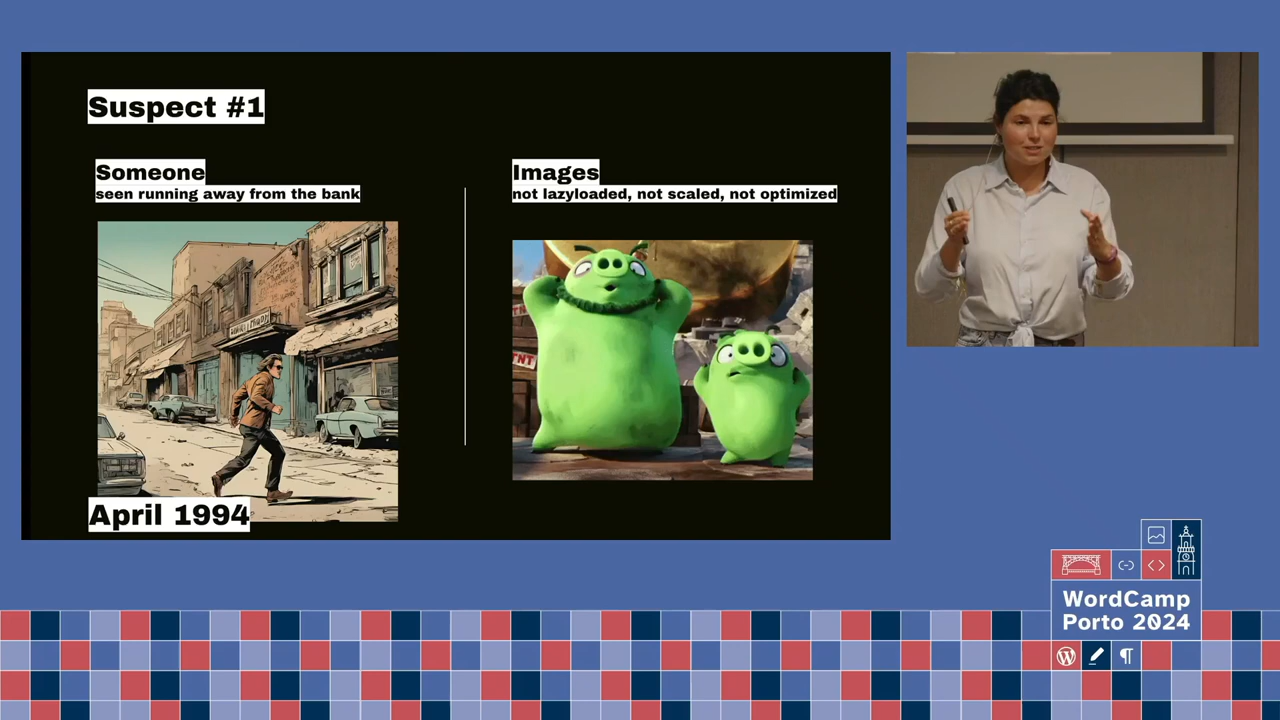 Suspect #1
Someone
seen running away from the bank
Images
not lazyloaded, not scaled, not optimized
TNT
April 1994
WordCamp
Porto 2024